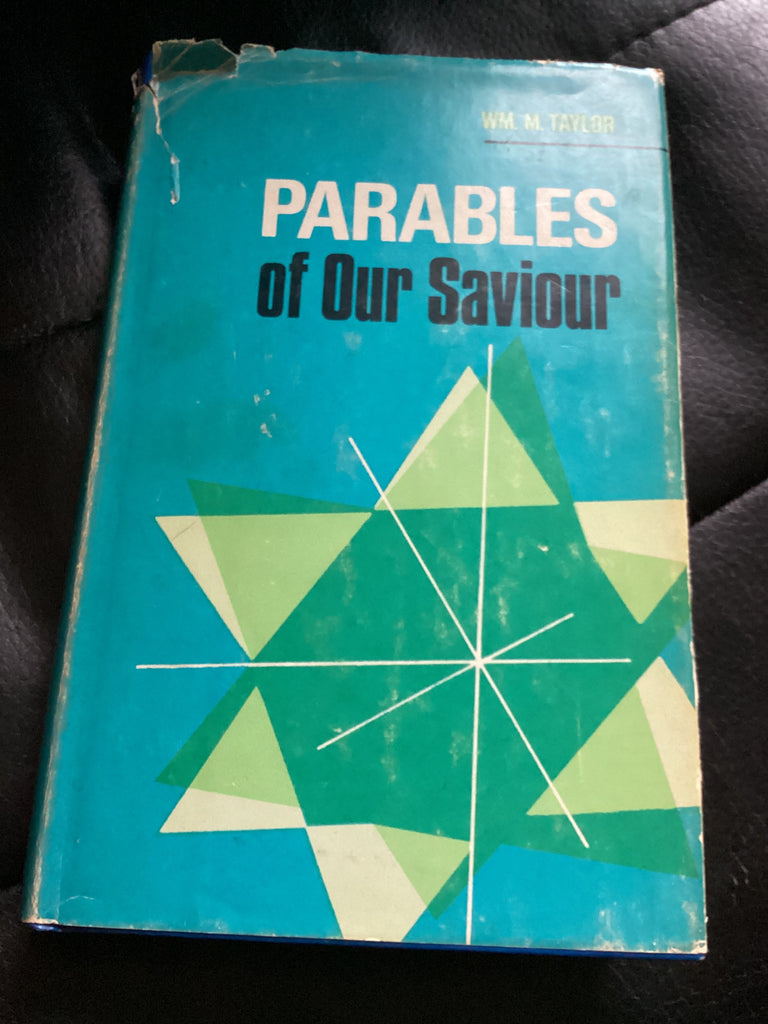 WM. M. TAYLOR
PARABLES
of Our Saviour